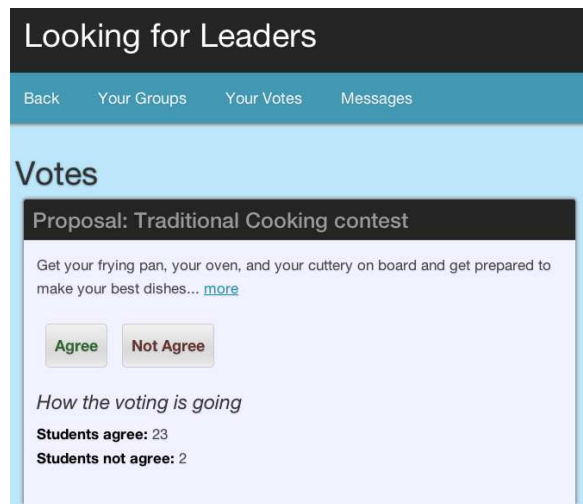 Looking for Leaders
Back Your Groups Your Votes Messages
Votes
Proposal: Traditional Cooking contest
Get your frying pan, your oven, and your cuttery on board and get prepared to
make your best dishes... more
Agree Not Agree
How the voting is going
Students agree: 23
Students not agree: 2